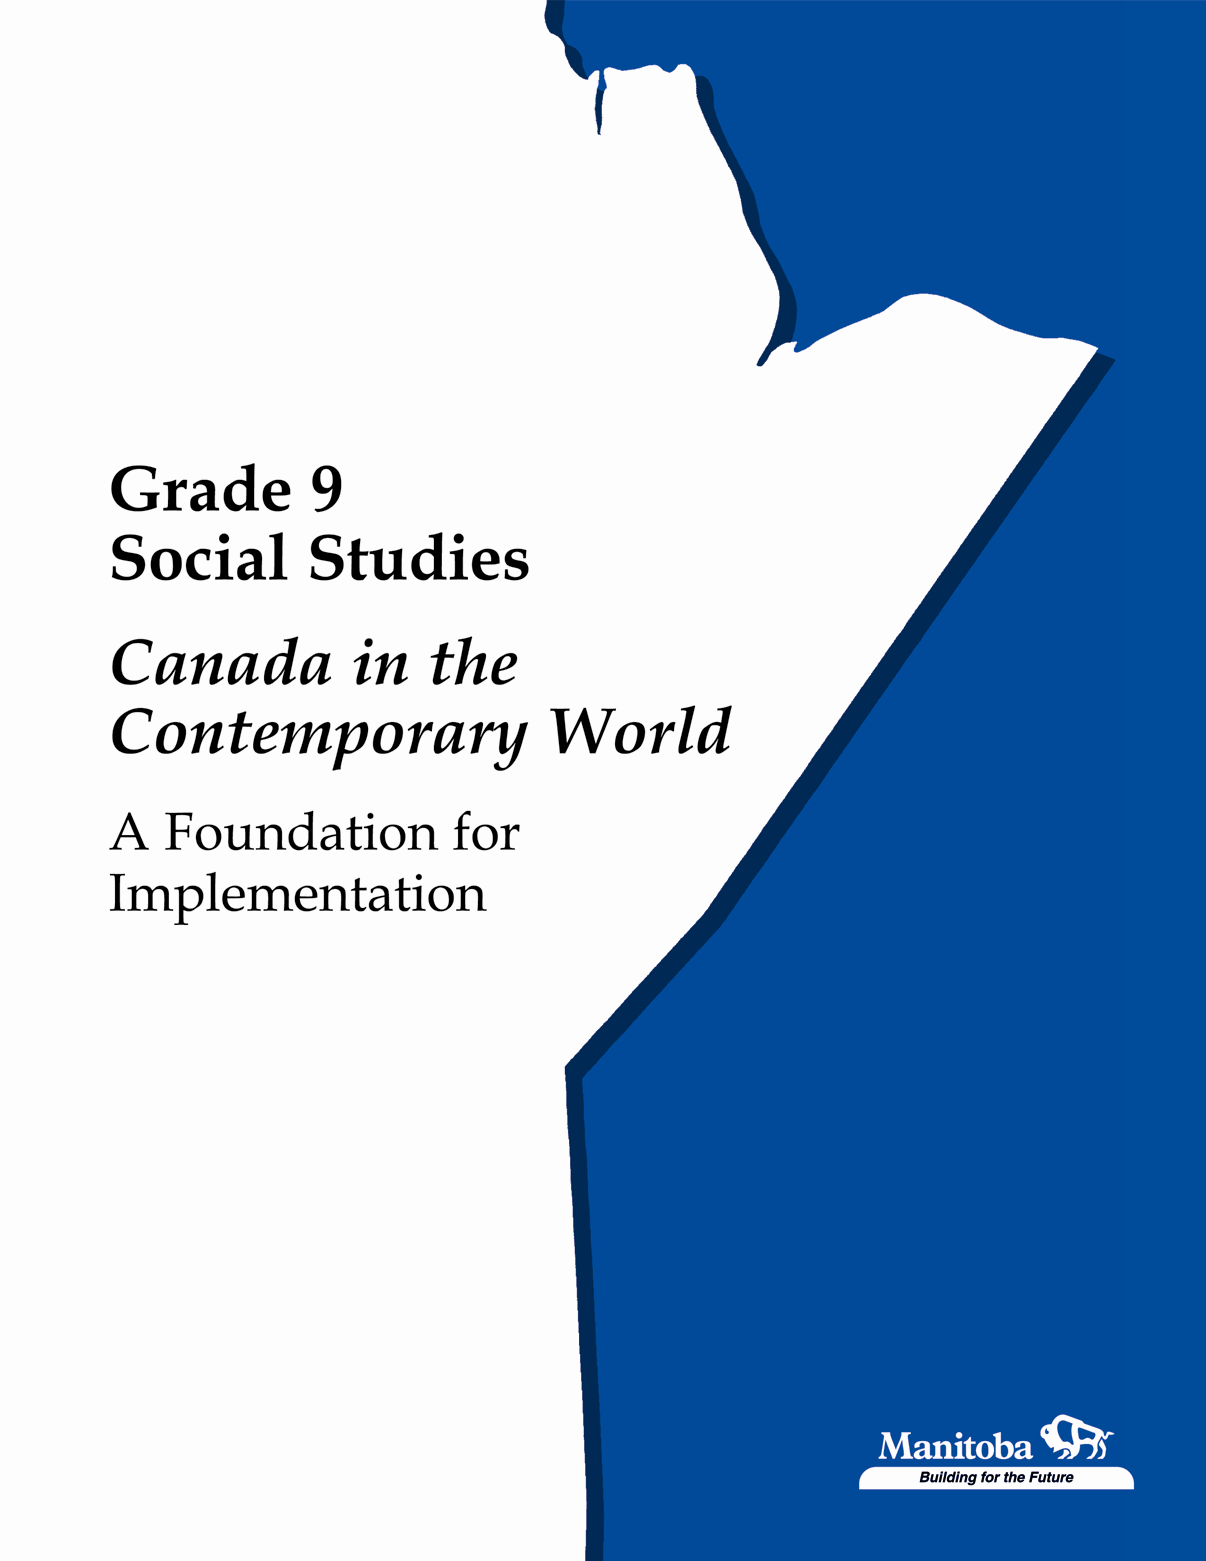 Grade 9
Social Studies
Canada in the
Contemporary World
A Foundation for
Implementation
Manitoba
Building for the Future